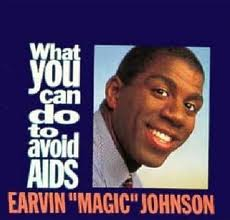 What
you
can
do
to
avoid
AIDS
EARVIN "MAGIC" JOHNSON